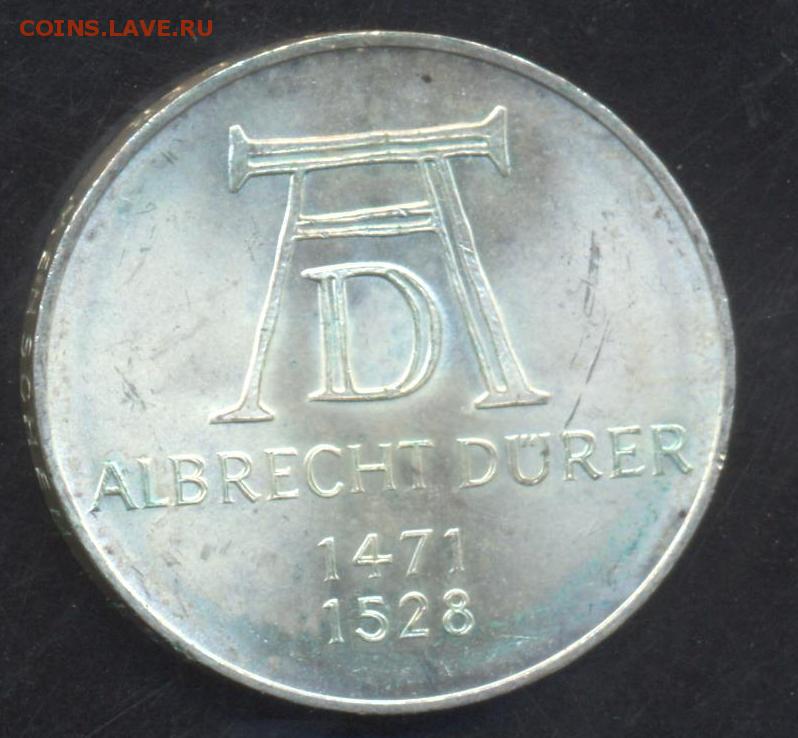 COINS.LAVE.RU
AD
ALBRECHT DÜRER
1471
1528